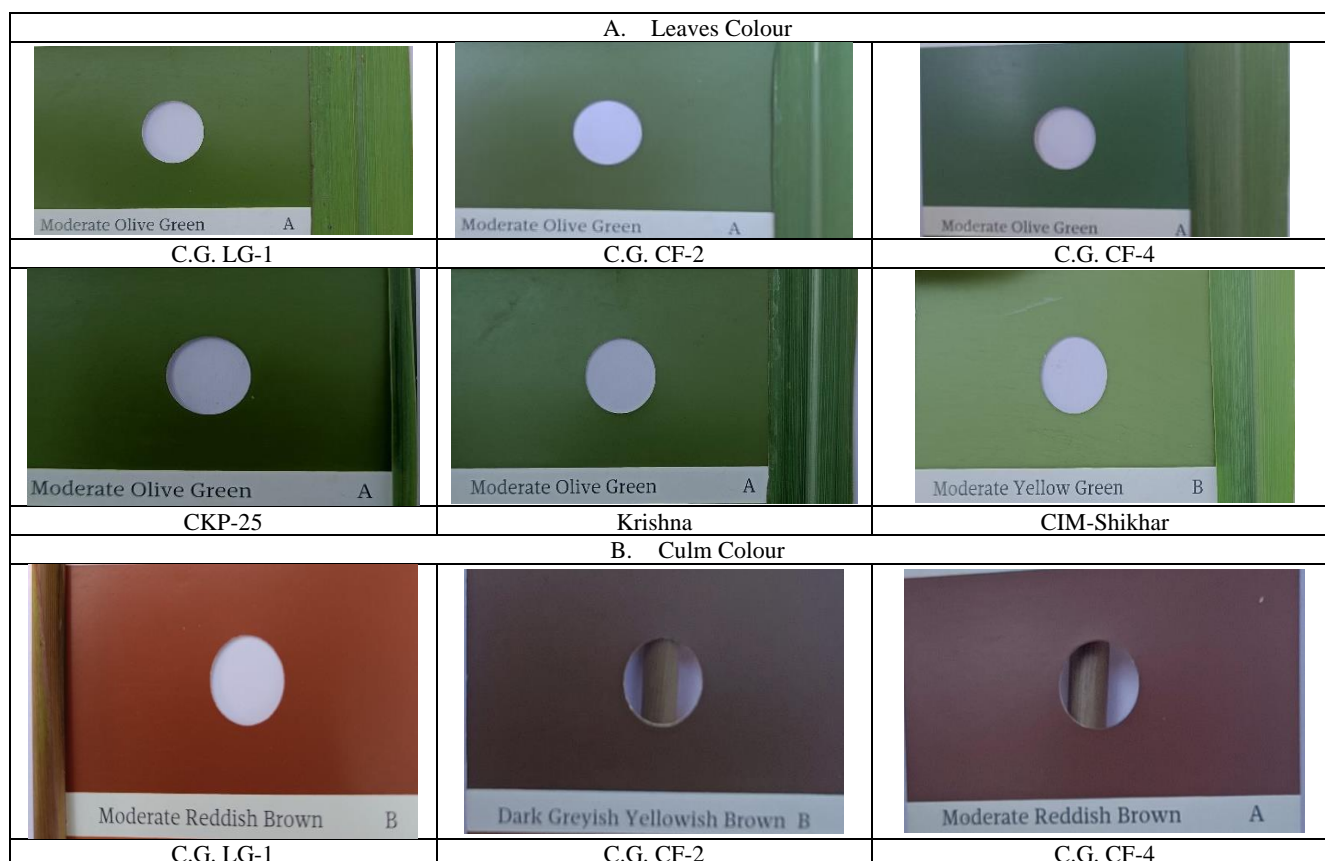 A. Leaves Colour
Moderate Olive Green A
Moderate Olive Green A
Moderate Olive Green A
C.G. LG-1
C.G. CF-2
C.G. CF-4
Moderate Olive Green A
Moderate Olive Green A
Moderate Yellow Green B
CKP-25
Krishna
CIM-Shikhar
B. Culm Colour
Moderate Reddish Brown B
Dark Greyish Yellowish Brown B
Moderate Reddish Brown A
C.G. LG-1
C.G. CF-2
C.G. CF-4